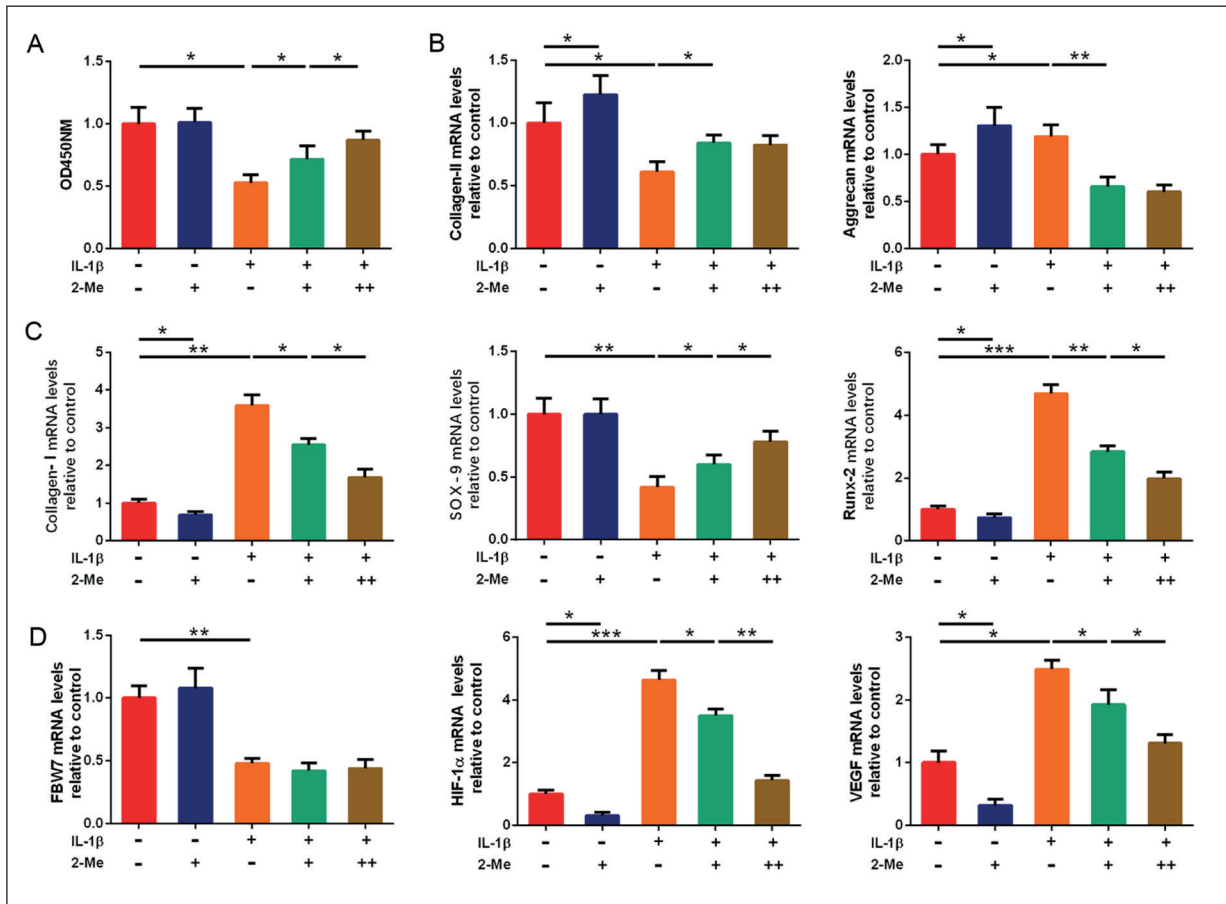 A
OD450NM
1.5
1.0
0.5
0.0
* * *
IL-1β - - + + +
2-Me - + - + ++
B
Collagen-II mRNA levels
relative to control
1.5
1.0
0.5
0.0
*
* *
IL-1β - - + + +
2-Me - + - + ++
Aggrecan mRNA levels
relative to control
2.0
1.5
1.0
0.5
0.0
*
* **
IL-1β - - + + +
2-Me - + - + ++
C
Collagen- I mRNA levels
relative to control
5
4
3
2
1
0
*
** * *
IL-1β - - + + +
2-Me - + - + ++
SOX - 9 mRNA levels
relative to control
1.5
1.0
0.5
0.0
** * *
IL-1β - - + + +
2-Me - + - + ++
Runx-2 mRNA levels
relative to control
6
4
2
0
*
*** ** *
IL-1β - - + + +
2-Me - + - + ++
D
FBW7 mRNA levels
relative to control
1.5
1.0
0.5
0.0
**
IL-1β - - + + +
2-Me - + - + ++
HIF-1α mRNA levels
relative to control
6
4
2
0
*
*** * **
IL-1β - - + + +
2-Me - + - + ++
VEGF mRNA levels
relative to control
3
2
1
0
*
* * *
IL-1β - - + + +
2-Me - + - + ++